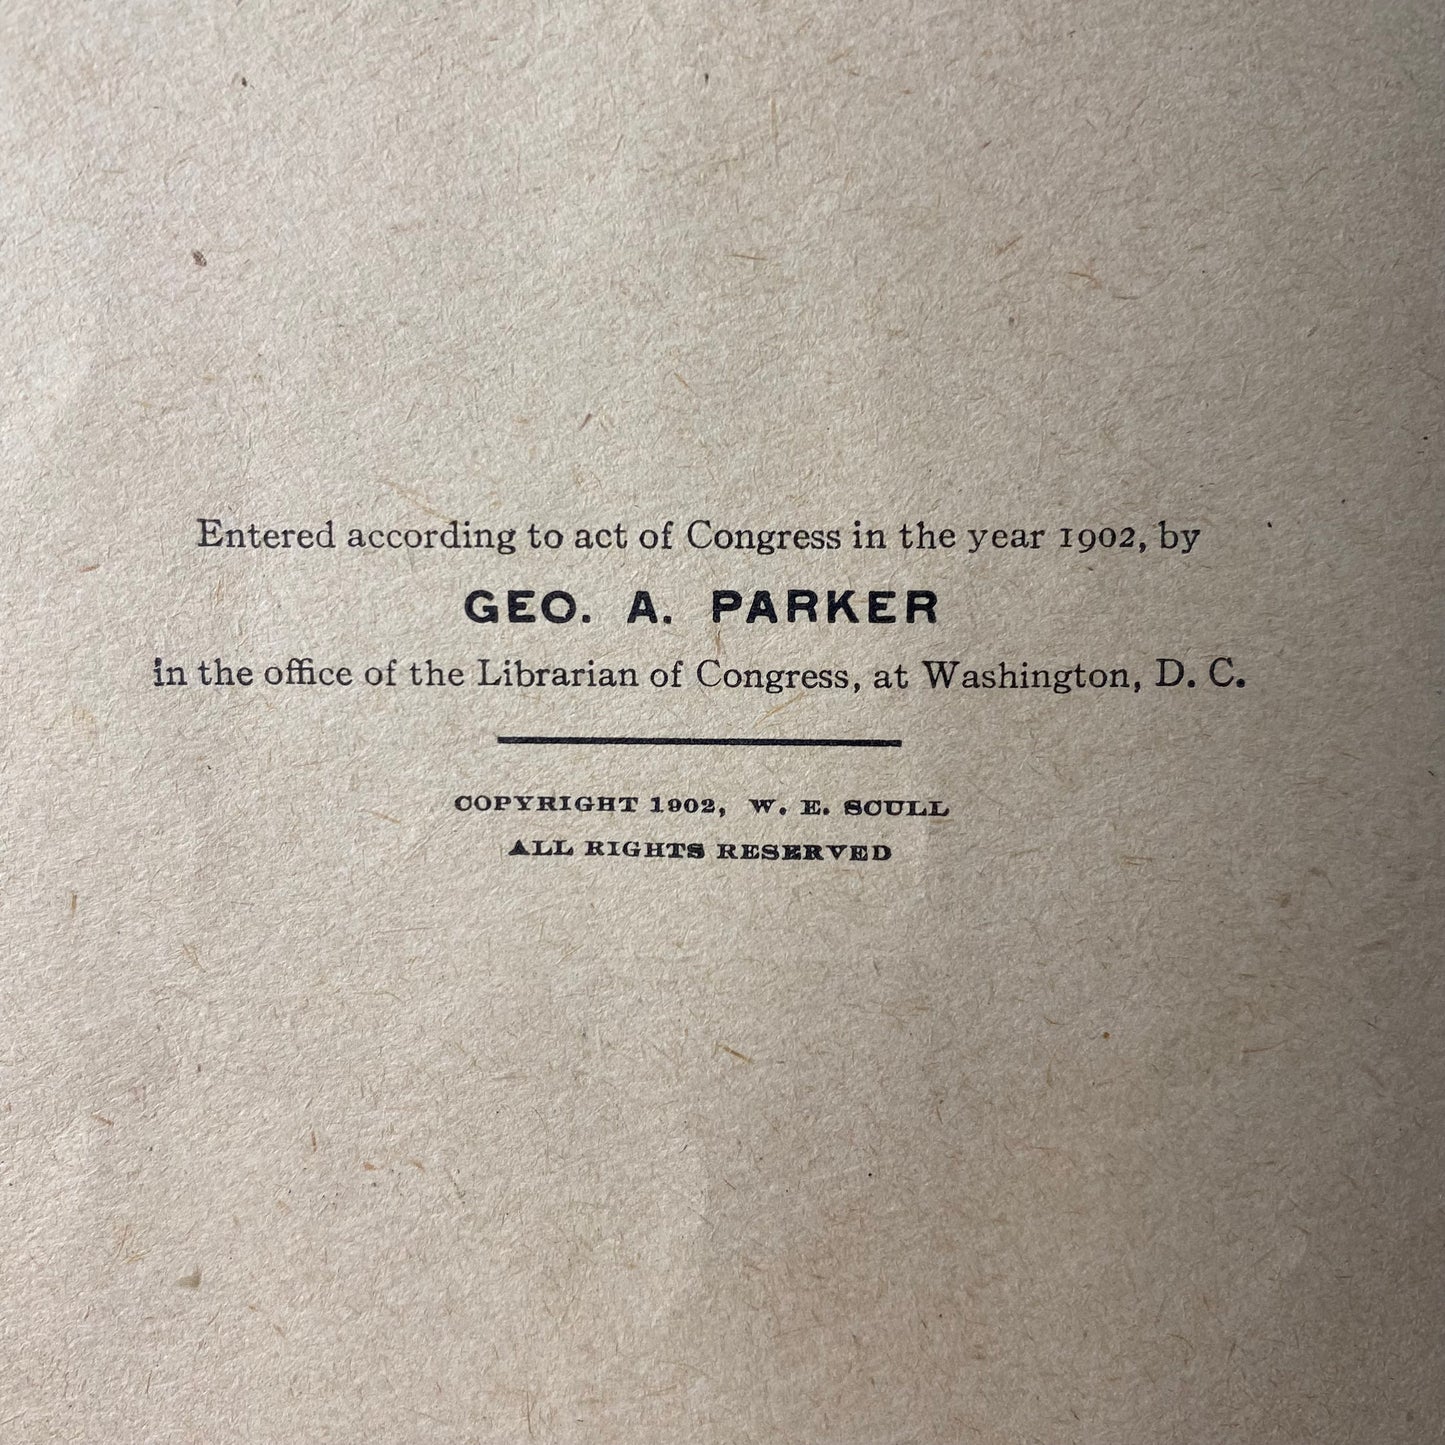 Entered according to act of Congress in the year 1902, by
GEO. A. PARKER
in the office of the Librarian of Congress, at Washington, D. C.
COPYRIGHT 1902, W. E. SCULL
ALL RIGHTS RESERVED